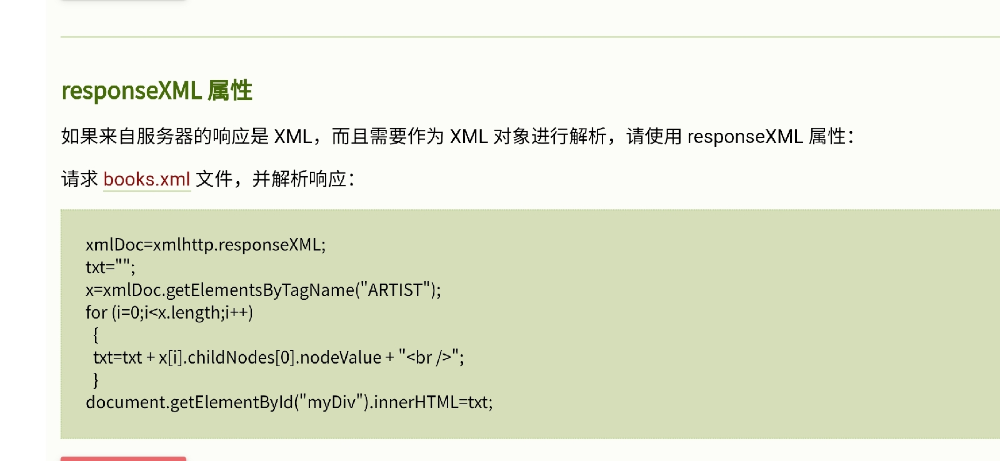 responseXML 属性
如果来自服务器的响应是 XML，而且需要作为 XML 对象进行解析，请使用 responseXML 属性：
请求 books.xml 文件，并解析响应：
xmlDoc=xmlhttp.responseXML;
txt="";
x=xmlDoc.getElementsByTagName("ARTIST");
for (i=0;i<x.length;i++)
{
txt=txt + x[i].childNodes[0].nodeValue + "<br />";
}
document.getElementById("myDiv").innerHTML=txt;